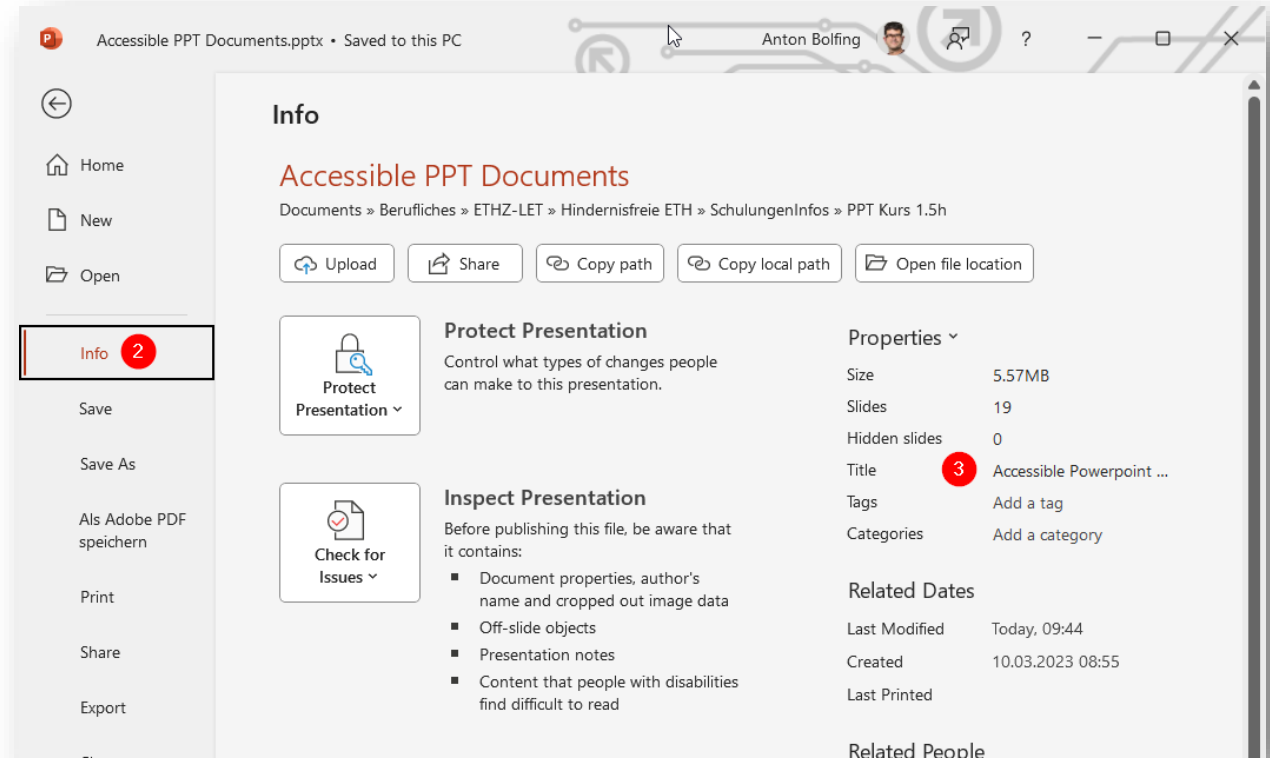 Accessible PPT Documents.pptx • Saved to this PC
Anton Bolfing
?
Info
Home
New
Open
Info 2
Save
Save As
Als Adobe PDF
speichern
Print
Share
Export
Accessible PPT Documents
Documents » Berufliches » ETHZ-LET » Hindernisfreie ETH » SchulungenInfos » PPT Kurs 1.5h
Upload
Share
Copy path
Copy local path
Open file location
Protect
Presentation
Protect Presentation
Control what types of changes people
can make to this presentation.
Check for
Issues
Inspect Presentation
Before publishing this file, be aware that
it contains:
▪ Document properties, author's
name and cropped out image data
▪ Off-slide objects
▪ Presentation notes
▪ Content that people with disabilities
find difficult to read
Properties
Size 5.57MB
Slides 19
Hidden slides 0
Title 3 Accessible Powerpoint ...
Tags Add a tag
Categories Add a category
Related Dates
Last Modified Today, 09:44
Created 10.03.2023 08:55
Last Printed
Related People